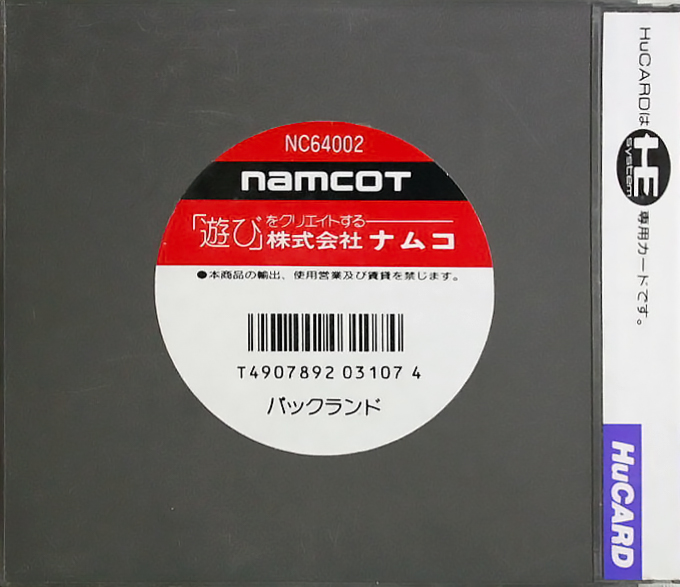 NC64002
namcot
「遊び」をクリエイトする
株式会社 ナムコ
●本商品の輸出、使用営業及び賃貸を禁じます。
T4907892 03107 4
パックランド
HuCARDは HE system 専用カードです。
HuCARD